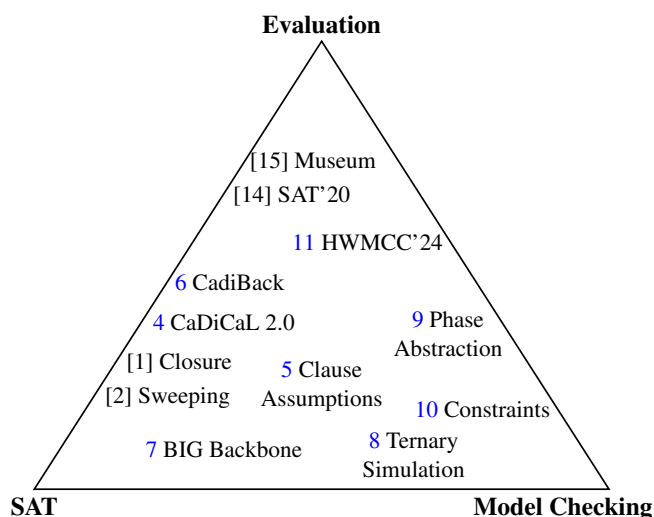 Evaluation
[15] Museum
[14] SAT’20
11 HWMCC’24
6 CadiBack
4 CaDiCaL 2.0
9 Phase
Abstraction
[1] Closure
5 Clause
Assumptions
[2] Sweeping
10 Constraints
7 BIG Backbone
8 Ternary
Simulation
SAT
Model Checking